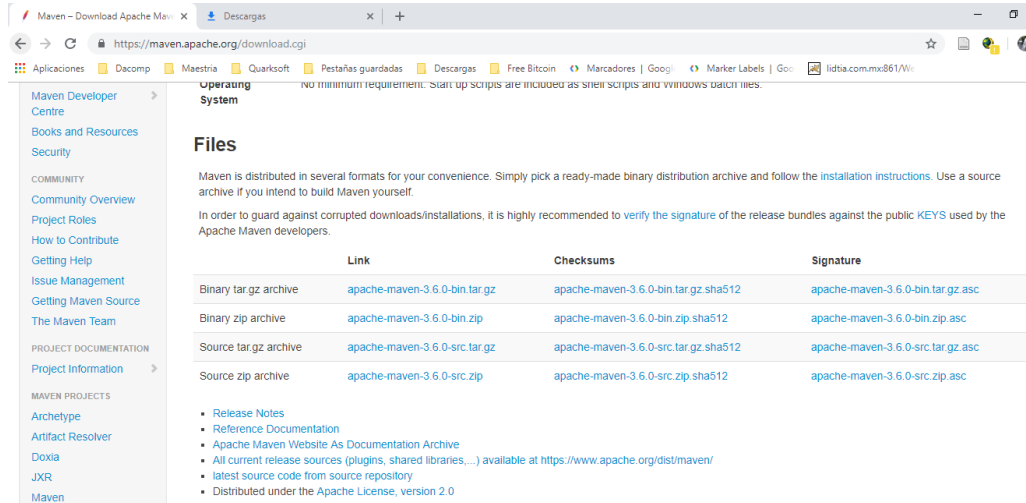 Maven – Download Apache Mav
Descargas
https://maven.apache.org/download.cgi
Aplicaciones Dacomp Maestria Quarksoft Pestañas guardadas Descargas Free Bitcoin Marcadores | Googl Marker Labels | Goo lidtia.com.mx:861/We
Maven Developer
Centre
Books and Resources
Security
COMMUNITY
Community Overview
Project Roles
How to Contribute
Getting Help
Issue Management
Getting Maven Source
The Maven Team
PROJECT DOCUMENTATION
Project Information
MAVEN PROJECTS
Archetype
Artifact Resolver
Doxia
JXR
Maven
Operating No minimum requirement. Start up scripts are included as shell scripts and Windows batch files.
System
Files
Maven is distributed in several formats for your convenience. Simply pick a ready-made binary distribution archive and follow the installation instructions. Use a source
archive if you intend to build Maven yourself.
In order to guard against corrupted downloads/installations, it is highly recommended to verify the signature of the release bundles against the public KEYS used by the
Apache Maven developers.
Link Checksums Signature
Binary tar.gz archive apache-maven-3.6.0-bin.tar.gz apache-maven-3.6.0-bin.tar.gz.sha512 apache-maven-3.6.0-bin.tar.gz.asc
Binary zip archive apache-maven-3.6.0-bin.zip apache-maven-3.6.0-bin.zip.sha512 apache-maven-3.6.0-bin.zip.asc
Source tar.gz archive apache-maven-3.6.0-src.tar.gz apache-maven-3.6.0-src.tar.gz.sha512 apache-maven-3.6.0-src.tar.gz.asc
Source zip archive apache-maven-3.6.0-src.zip apache-maven-3.6.0-src.zip.sha512 apache-maven-3.6.0-src.zip.asc
Release Notes
Reference Documentation
Apache Maven Website As Documentation Archive
All current release sources (plugins, shared libraries,...) available at https://www.apache.org/dist/maven/
latest source code from source repository
Distributed under the Apache License, version 2.0